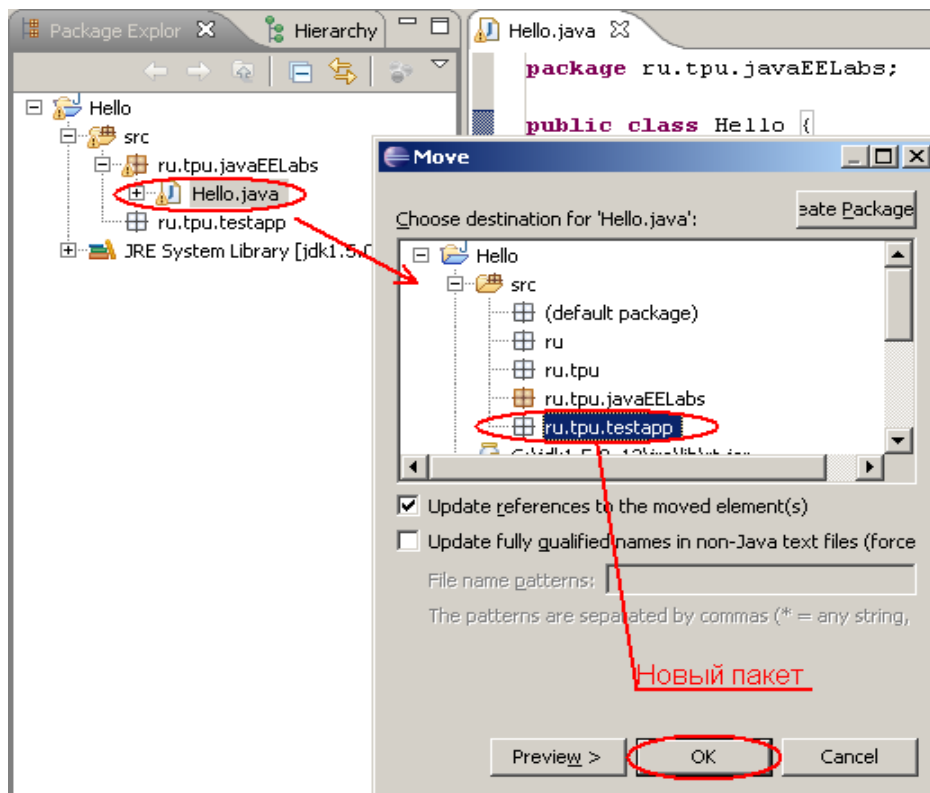 Package Explor
Hierarchy
Hello
src
ru.tpu.javaEELabs
Hello.java
ru.tpu.testapp
JRE System Library [jdk1.5.0
Hello.java
package ru.tpu.javaEELabs;
public class Hello {
Move
Choose destination for 'Hello.java':
eate Package
Hello
src
(default package)
ru
ru.tpu
ru.tpu.javaEELabs
ru.tpu.testapp
Update references to the moved element(s)
Update fully qualified names in non-Java text files (force
File name patterns:
The patterns are separated by commas (* = any string,
Новый пакет
Preview >
OK
Cancel